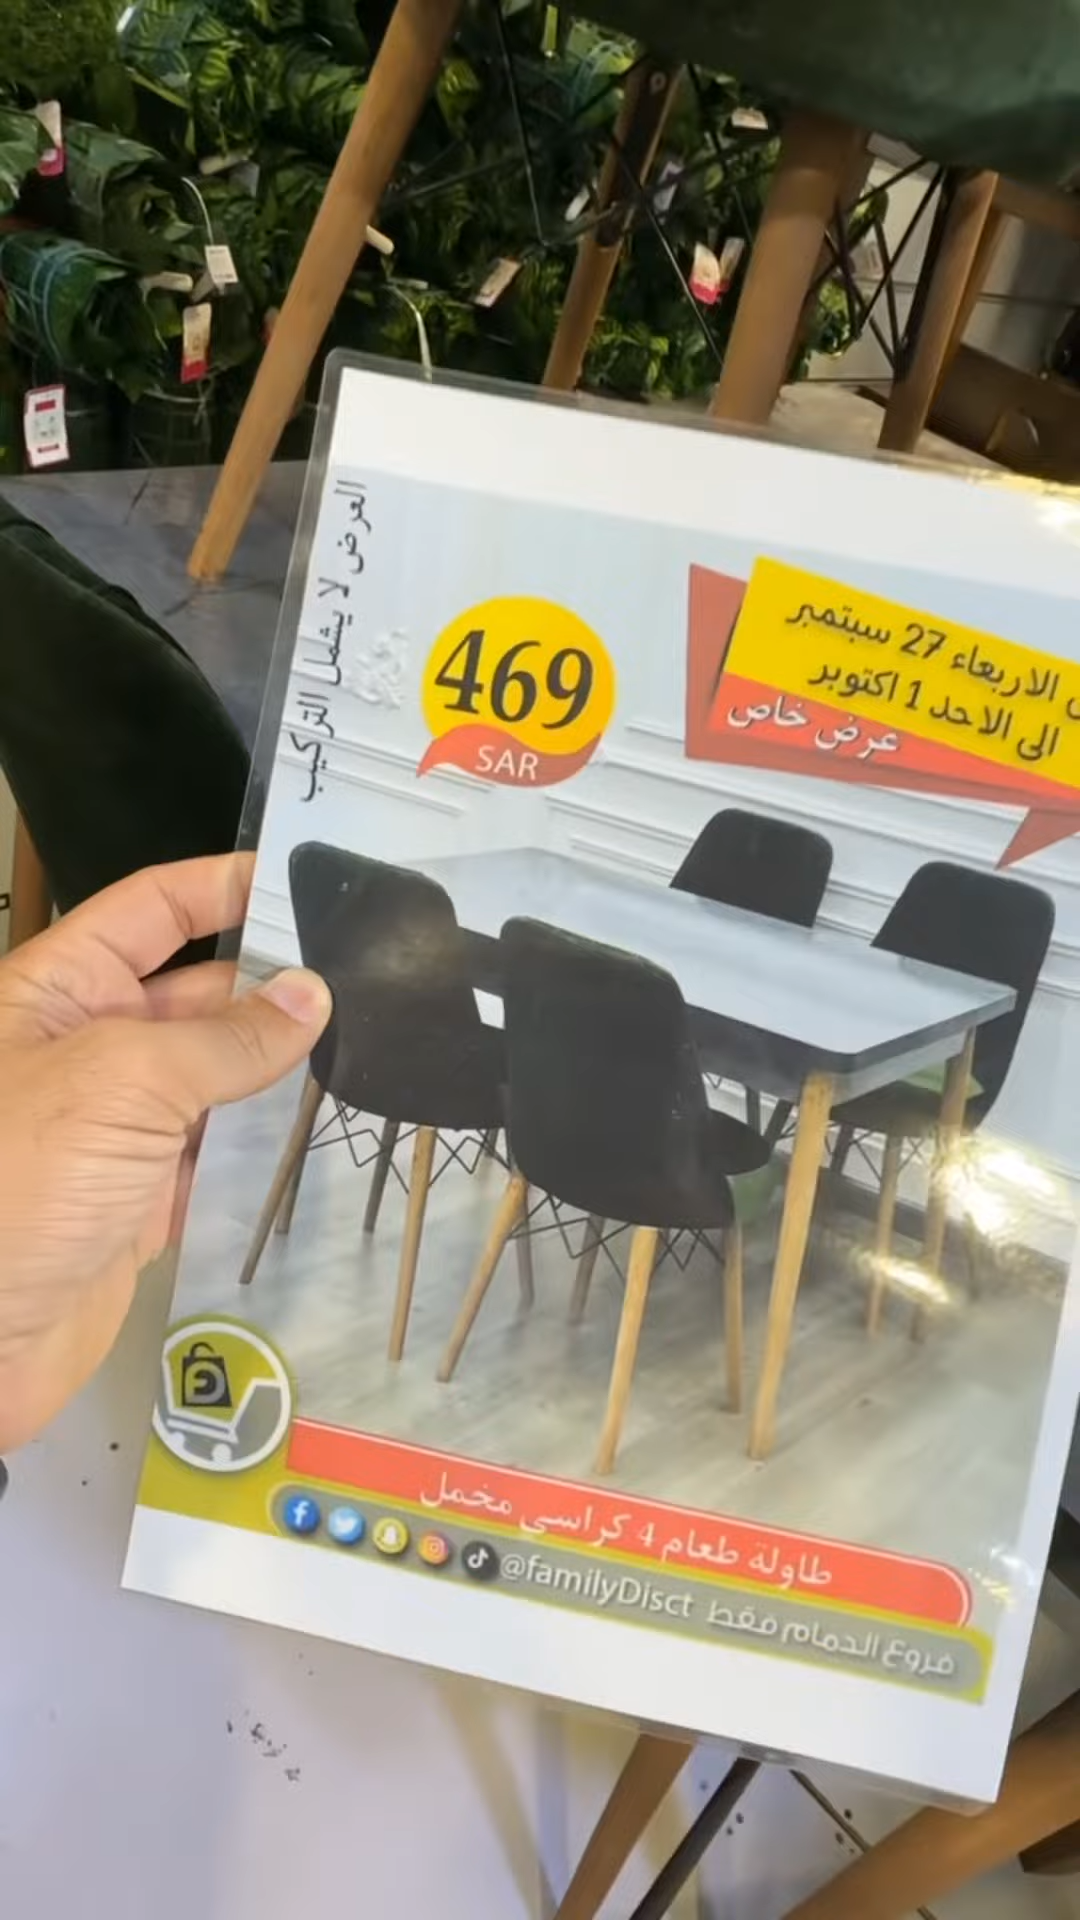 العرض لا يشمل التركيب
469
SAR
الاربعاء 27 سبتمبر
الى الاحد 1 اكتوبر
عرض خاص
طاولة طعام 4 كراسي مخمل
@familyDisct فروع الدمام فقط